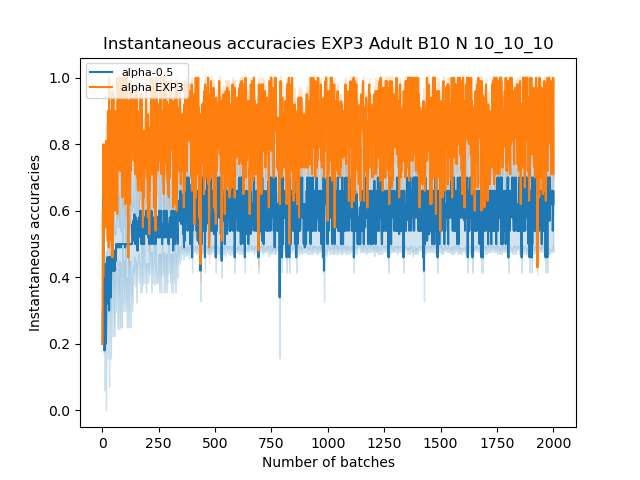 Instantaneous accuracies EXP3 Adult B10 N 10_10_10
alpha-0.5
alpha EXP3
Instantaneous accuracies
1.0
0.8
0.6
0.4
0.2
0.0
0 250 500 750 1000 1250 1500 1750 2000
Number of batches